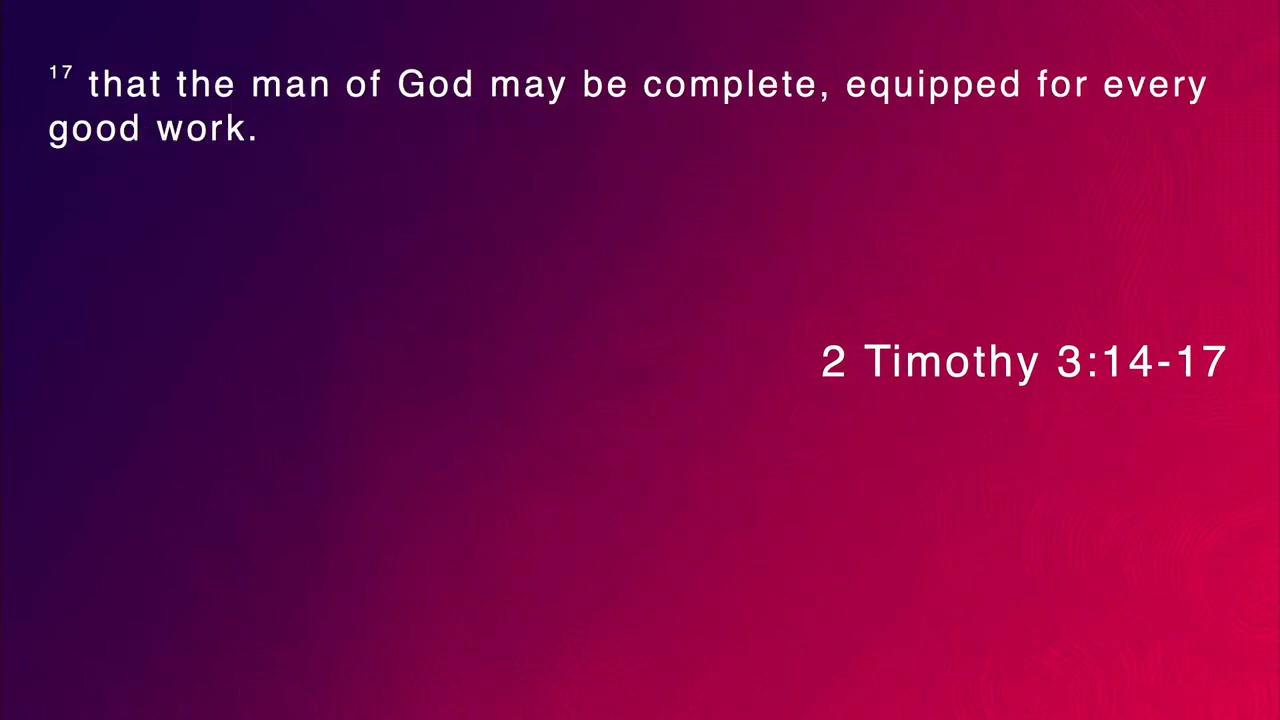 17 that the man of God may be complete, equipped for every
good work.
2 Timothy 3:14-17